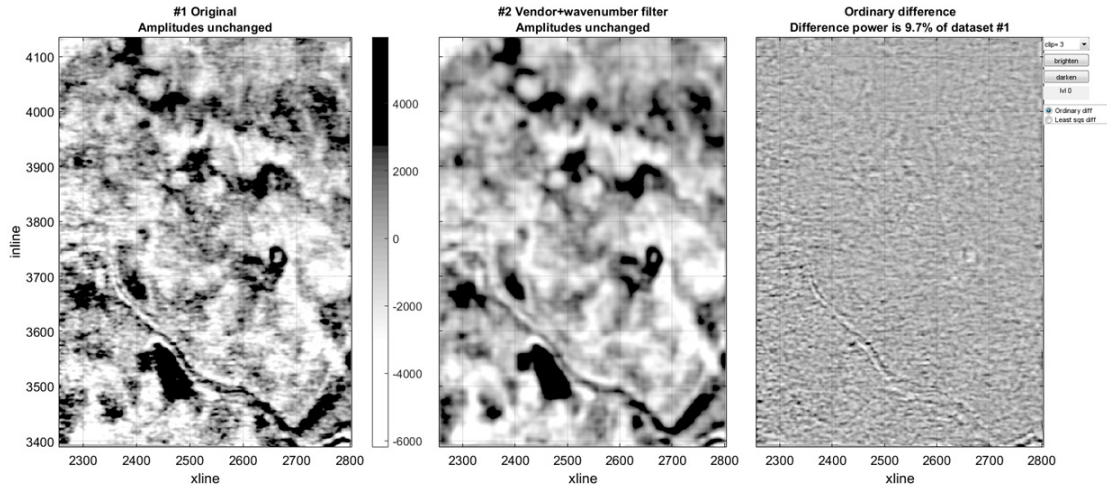 #1 Original
Amplitudes unchanged
#2 Vendor+wavenumber filter
Amplitudes unchanged
Ordinary difference
Difference power is 9.7% of dataset #1
clip= 3
brighten
darken
lvl 0
Ordinary diff
Least sqs diff
inline
4100
4000
3900
3800
3700
3600
3500
3400
2300
2400
2500
2600
2700
2800
xline
4000
2000
0
-2000
-4000
-6000
2300
2400
2500
2600
2700
2800
xline
2300
2400
2500
2600
2700
2800
xline